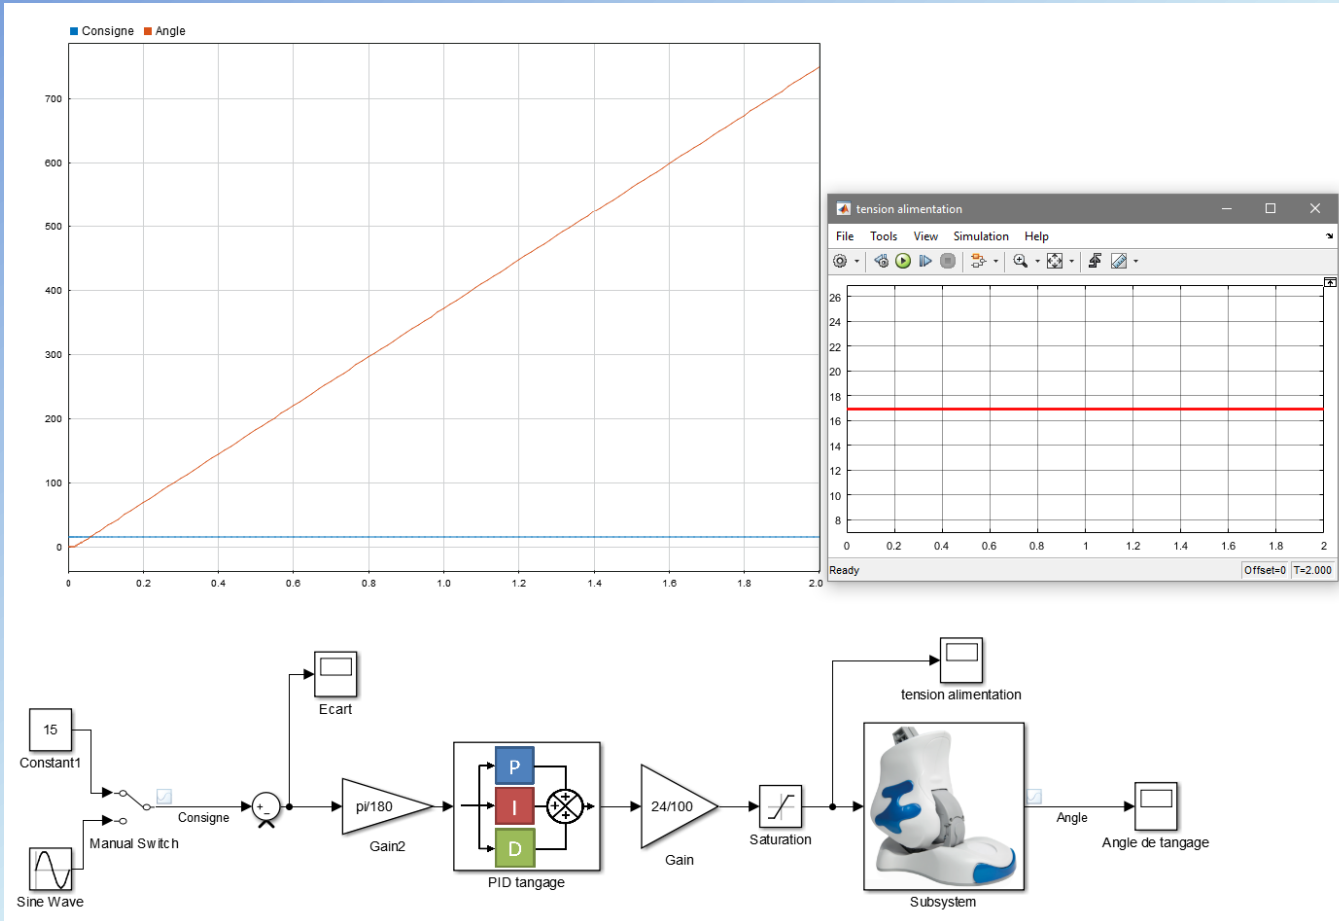 Consigne Angle
700
600
500
400
300
200
100
0
0 0.2 0.4 0.6 0.8 1.0 1.2 1.4 1.6 1.8 2.0
tension alimentation
File Tools View Simulation Help
26
24
22
20
18
16
14
12
10
8
0 0.2 0.4 0.6 0.8 1 1.2 1.4 1.6 1.8 2
Ready Offset=0 T=2.000
Ecart
tension alimentation
15
Constant1
Manual Switch
Sine Wave
Consigne
+
-
pi/180
Gain2
P
I
D
PID tangage
24/100
Gain
Saturation
Subsystem
Angle
Angle de tangage